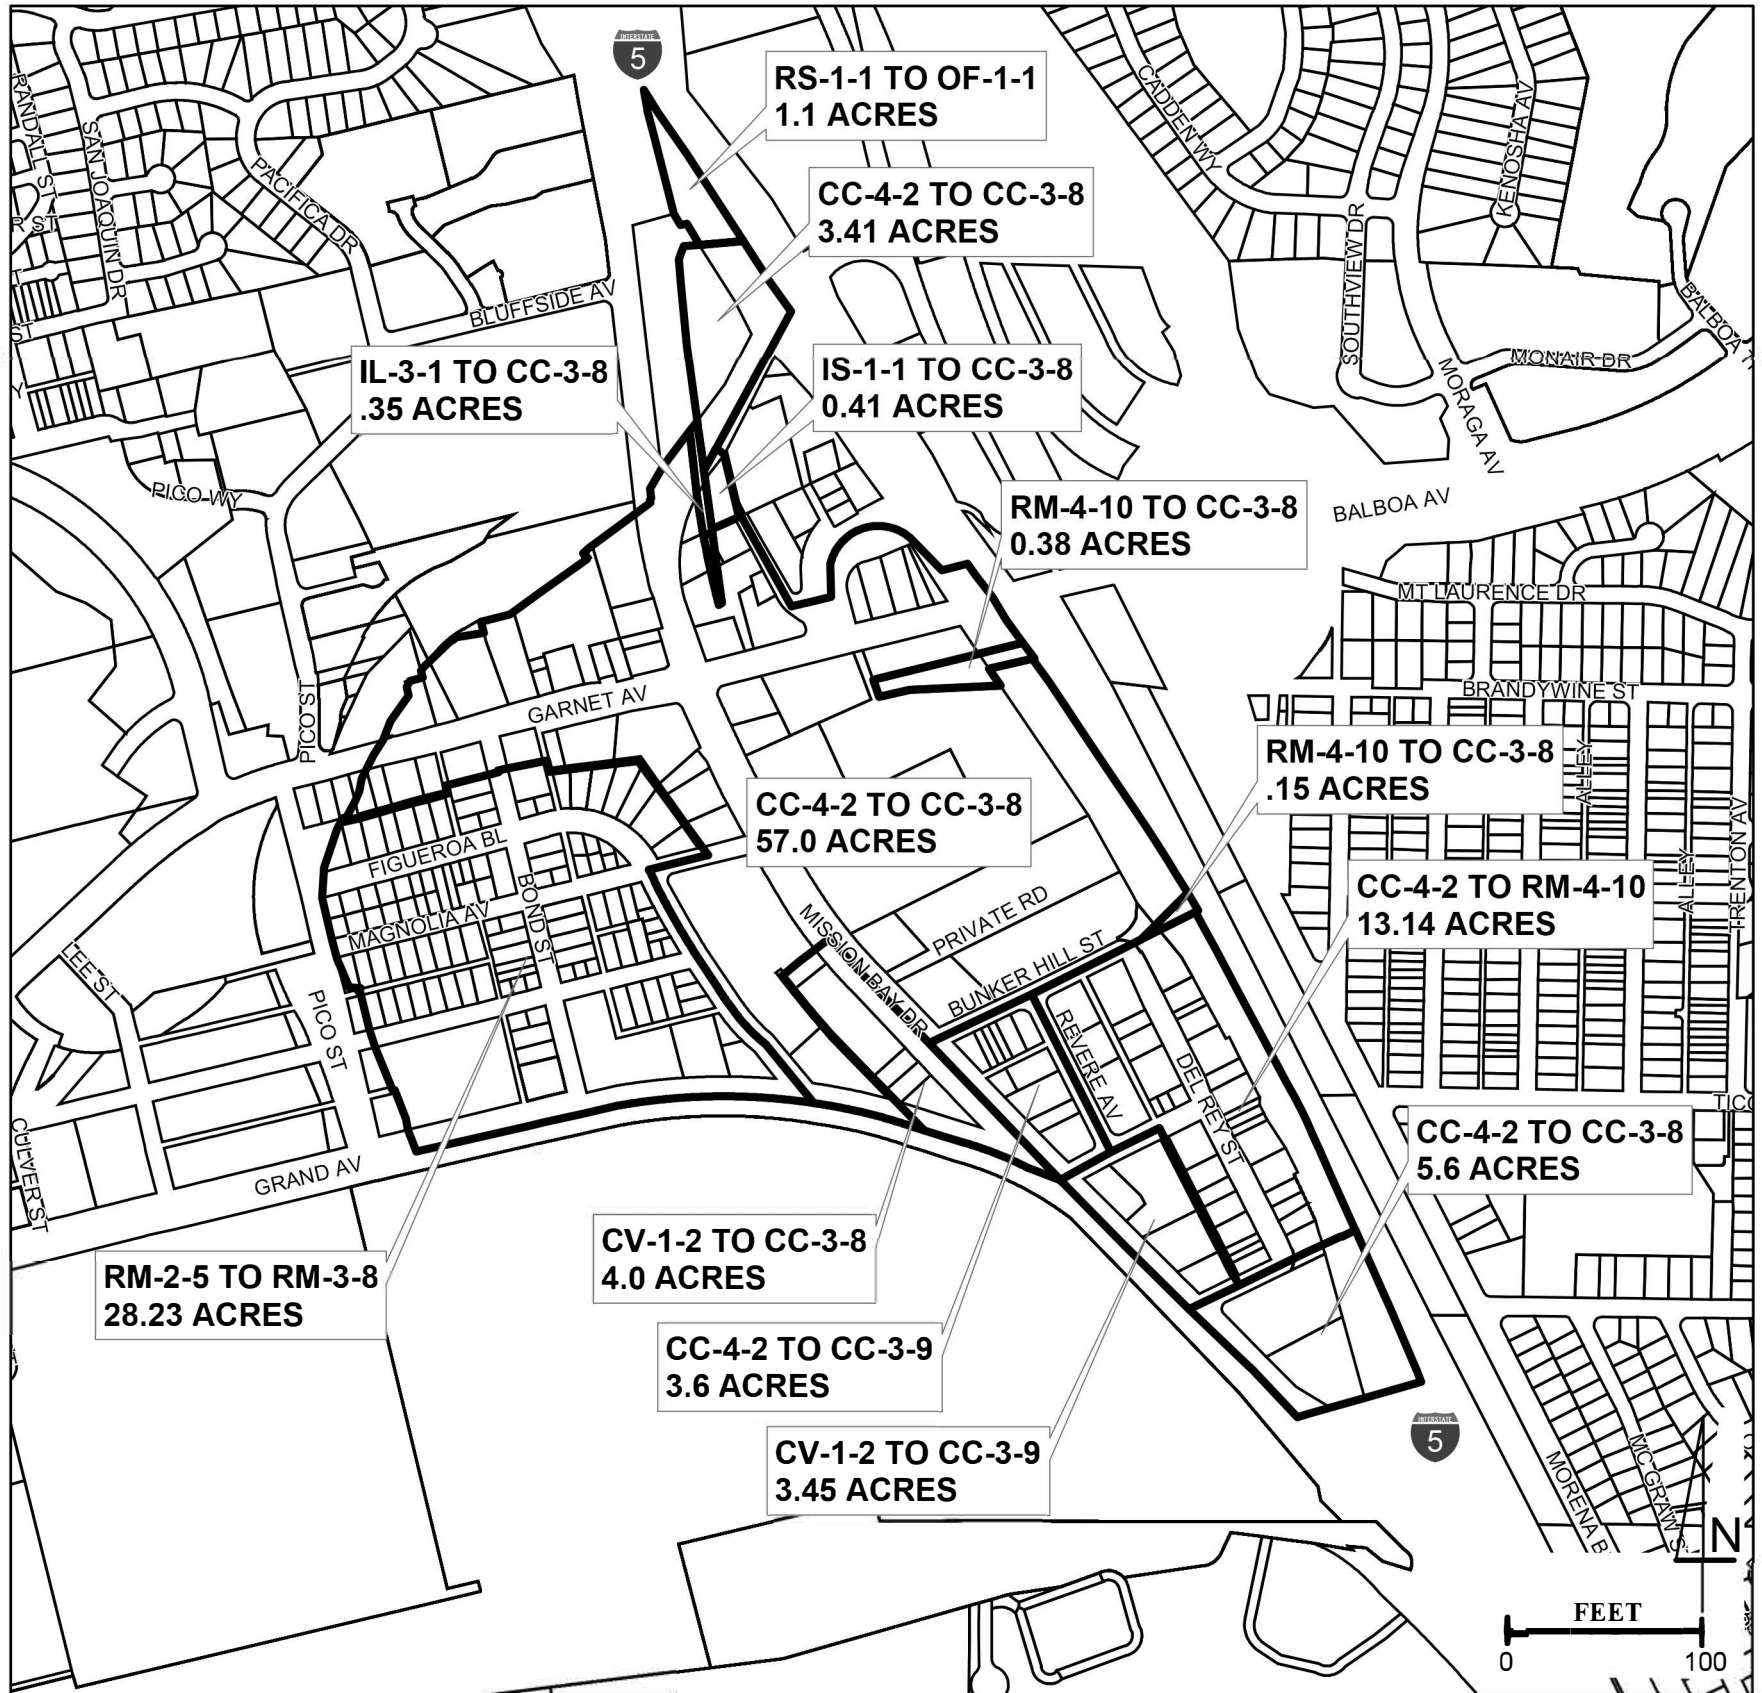 INTERSTATE
5
RS-1-1 TO OF-1-1
1.1 ACRES
CADDEN WY
KENOSHA AV
RANDALL ST
SAN JOAQUIN DR
PACIFICA DR
CC-4-2 TO CC-3-8
3.41 ACRES
R ST
SOUTHVIEW DR
BLUFFSIDE AV
BALBOA
ST
MONAIR DR
IL-3-1 TO CC-3-8
.35 ACRES
IS-1-1 TO CC-3-8
0.41 ACRES
MORAGA AV
PICO WY
BALBOA AV
RM-4-10 TO CC-3-8
0.38 ACRES
MT LAURENCE DR
BRANDYWINE ST
PICO ST
GARNET AV
RM-4-10 TO CC-3-8
.15 ACRES
ALLEY
CC-4-2 TO CC-3-8
57.0 ACRES
TRENTON AV
FIGUEROA BL
CC-4-2 TO RM-4-10
13.14 ACRES
ALLEY
BOND ST
MAGNOLIA AV
PRIVATE RD
MISSION BAY DR
BUNKER HILL ST
LEE ST
PICO ST
REVERE AV
DEL REY ST
TICO
CC-4-2 TO CC-3-8
5.6 ACRES
CULVER ST
GRAND AV
CV-1-2 TO CC-3-8
4.0 ACRES
RM-2-5 TO RM-3-8
28.23 ACRES
CC-4-2 TO CC-3-9
3.6 ACRES
CV-1-2 TO CC-3-9
3.45 ACRES
INTERSTATE
5
MORENA B
MC GRAW S
N
FEET
0 100